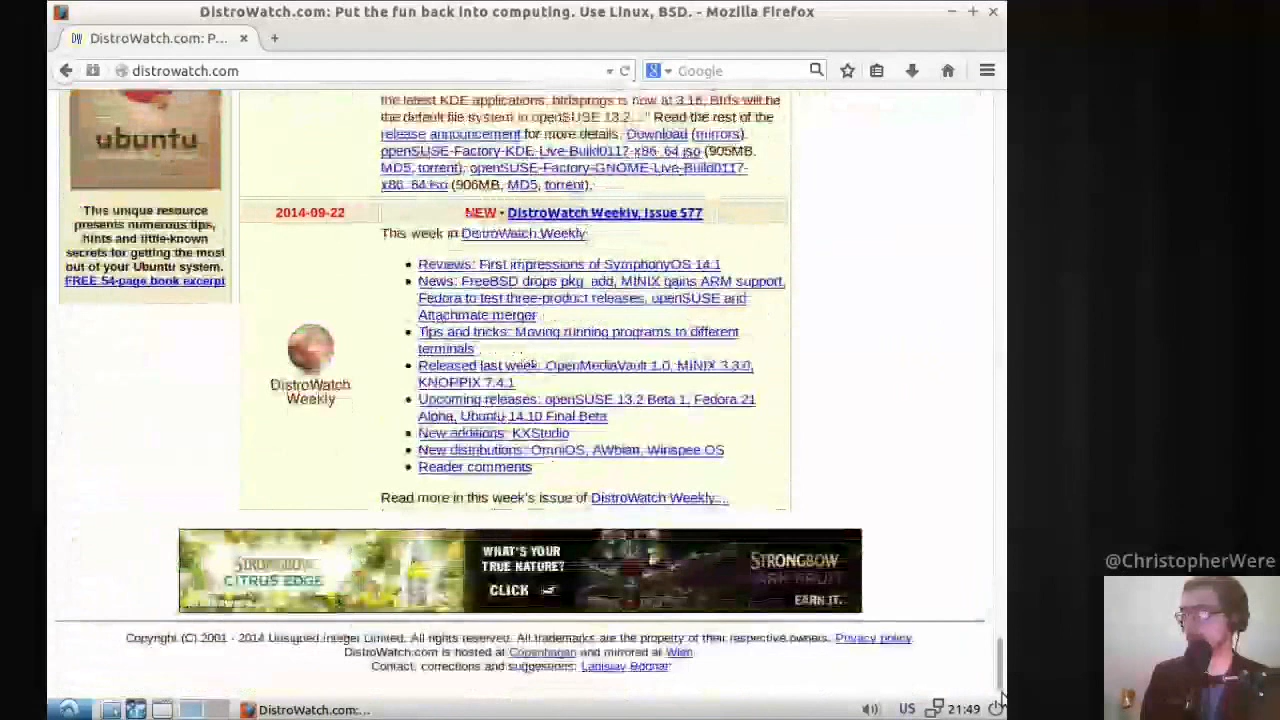 DistroWatch.com: Put the fun back into computing. Use Linux, BSD. - Mozilla Firefox
DistroWatch.com: P...
distrowatch.com
Google
ubuntu
This unique resource
presents numerous tips,
hints and little-known
secrets for getting the most
out of your Ubuntu system.
FREE 54-page book excerpt
the latest KDE applications, btrfsprogs is now at 3.16, Btrfs will be
the default file system in openSUSE 13.2...." Read the rest of the
release announcement for more details. Download (mirrors):
openSUSE-Factory-KDE-Live-Build0117-x86_64.iso (905MB,
MD5, torrent), openSUSE-Factory-GNOME-Live-Build0117-
x86_64.iso (906MB, MD5, torrent).
2014-09-22
NEW • DistroWatch Weekly, Issue 577
This week in DistroWatch Weekly:
Reviews: First impressions of SymphonyOS 14.1
News: FreeBSD drops pkg_add, MINIX gains ARM support,
Fedora to test three-product releases, openSUSE and
Attachmate merger
Tips and tricks: Moving running programs to different
terminals
Released last week: OpenMediaVault 1.0, MINIX 3.3.0,
KNOPPIX 7.4.1
Upcoming releases: openSUSE 13.2 Beta 1, Fedora 21
Alpha, Ubuntu 14.10 Final Beta
New additions: KXStudio
New distributions: OmniOS, AWbian, Winspee OS
Reader comments
DistroWatch
Weekly
Read more in this week's issue of DistroWatch Weekly....
STRONGBOW
CITRUS EDGE
WHAT'S YOUR
TRUE NATURE?
CLICK
STRONGBOW
DARK FRUIT
EARN IT.
Copyright (C) 2001 - 2014 Unsigned Integer Limited. All rights reserved. All trademarks are the property of their respective owners. Privacy policy.
DistroWatch.com is hosted at Copenhagen and mirrored at Wien.
Contact, corrections and suggestions: Ladislav Bodnar
@ChristopherWere
DistroWatch.com:...
US
21:49